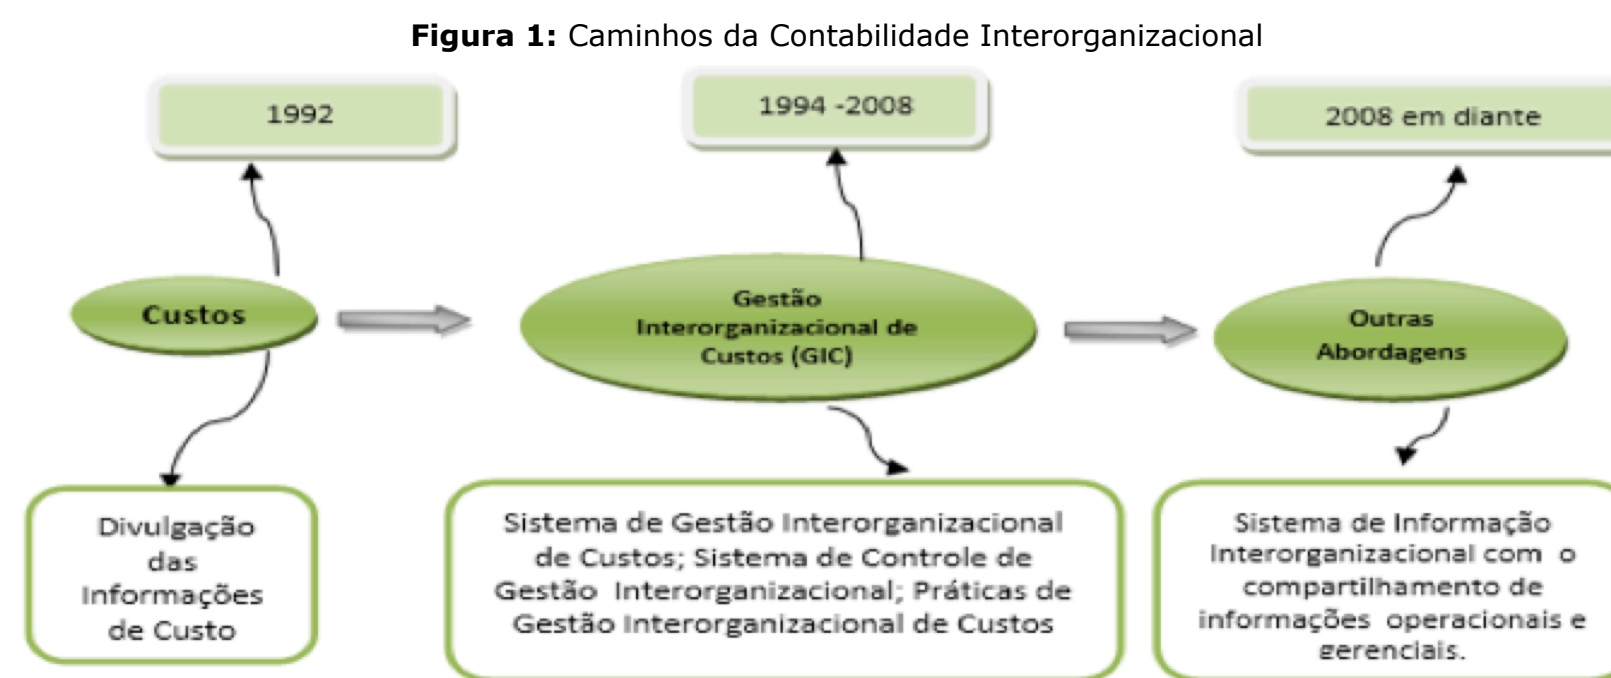 Figura 1: Caminhos da Contabilidade Interorganizacional
1992
1994 -2008
2008 em diante
Custos
Gestão
Interorganizacional de
Custos (GIC)
Outras
Abordagens
Divulgação
das
Informações
de Custo
Sistema de Gestão Interorganizacional
de Custos; Sistema de Controle de
Gestão Interorganizacional; Práticas de
Gestão Interorganizacional de Custos
Sistema de Informação
Interorganizacional com o
compartilhamento de
informações operacionais e
gerenciais.